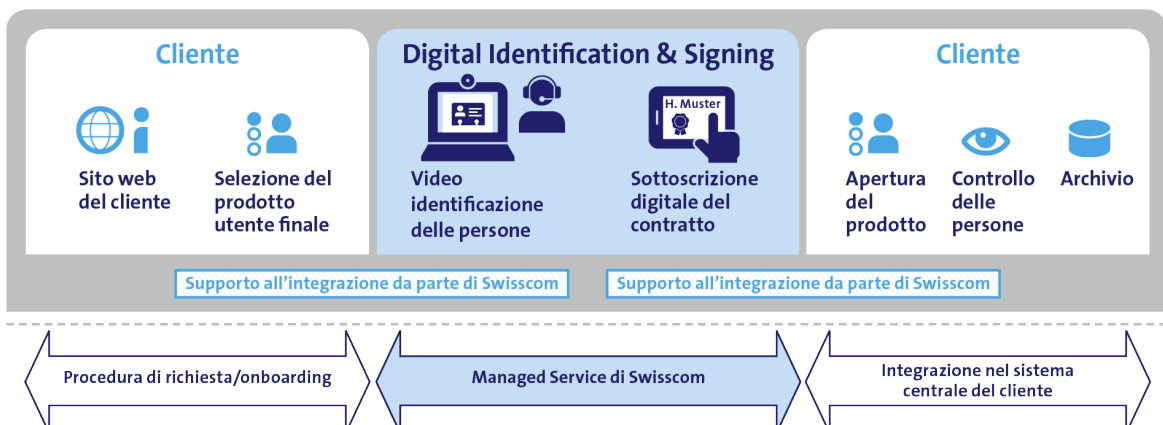 Cliente
Digital Identification & Signing
Cliente
H. Muster
Sito web
del cliente
Selezione del
prodotto
utente finale
Video
identificazione
delle persone
Sottoscrizione
digitale del
contratto
Apertura
del
prodotto
Controllo
delle
persone
Archivio
Supporto all’integrazione da parte di Swisscom
Supporto all’integrazione da parte di Swisscom
Procedura di richiesta/onboarding
Managed Service di Swisscom
Integrazione nel sistema
centrale del cliente